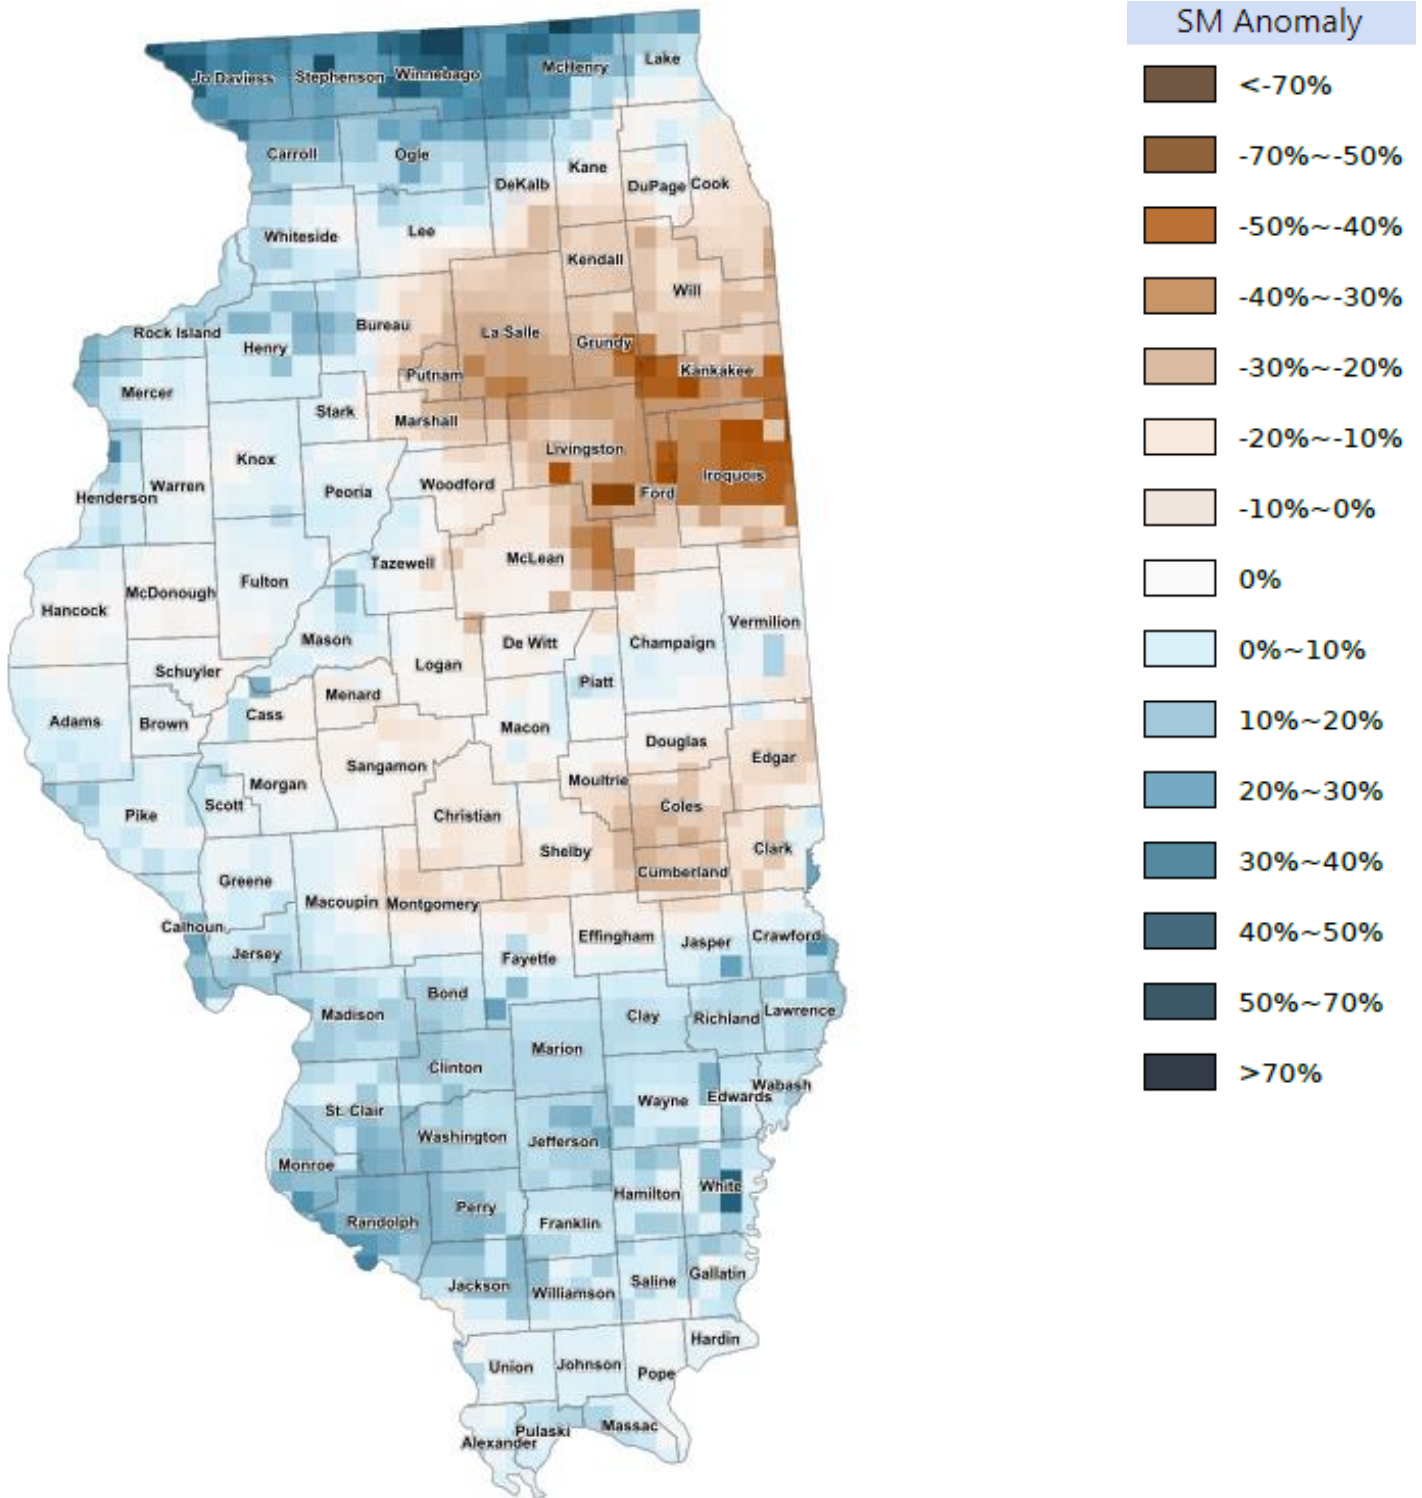 SM Anomaly
<-70%
-70%~-50%
-50%~-40%
-40%~-30%
-30%~-20%
-20%~-10%
-10%~0%
0%
0%~10%
10%~20%
20%~30%
30%~40%
40%~50%
50%~70%
>70%
Jo Daviess
Stephenson
Winnebago
McHenry
Lake
Carroll
Ogle
DeKalb
Kane
DuPage
Cook
Whiteside
Lee
Kendall
Will
Rock Island
Henry
Bureau
La Salle
Grundy
Putnam
Kankakee
Mercer
Stark
Marshall
Knox
Livingston
Henderson
Warren
Peoria
Woodford
Ford
Iroquois
Hancock
McDonough
Fulton
Tazewell
McLean
Mason
Schuyler
Logan
De Witt
Champaign
Vermilion
Adams
Brown
Cass
Menard
Macon
Piatt
Douglas
Edgar
Pike
Scott
Morgan
Sangamon
Christian
Moultrie
Coles
Greene
Macoupin
Montgomery
Shelby
Cumberland
Clark
Calhoun
Jersey
Fayette
Effingham
Jasper
Crawford
Madison
Bond
Clay
Richland
Lawrence
Marion
Clinton
St. Clair
Wayne
Edwards
Wabash
Washington
Jefferson
Monroe
Randolph
Perry
Franklin
Hamilton
White
Jackson
Williamson
Saline
Gallatin
Union
Johnson
Pope
Hardin
Alexander
Pulaski
Massac